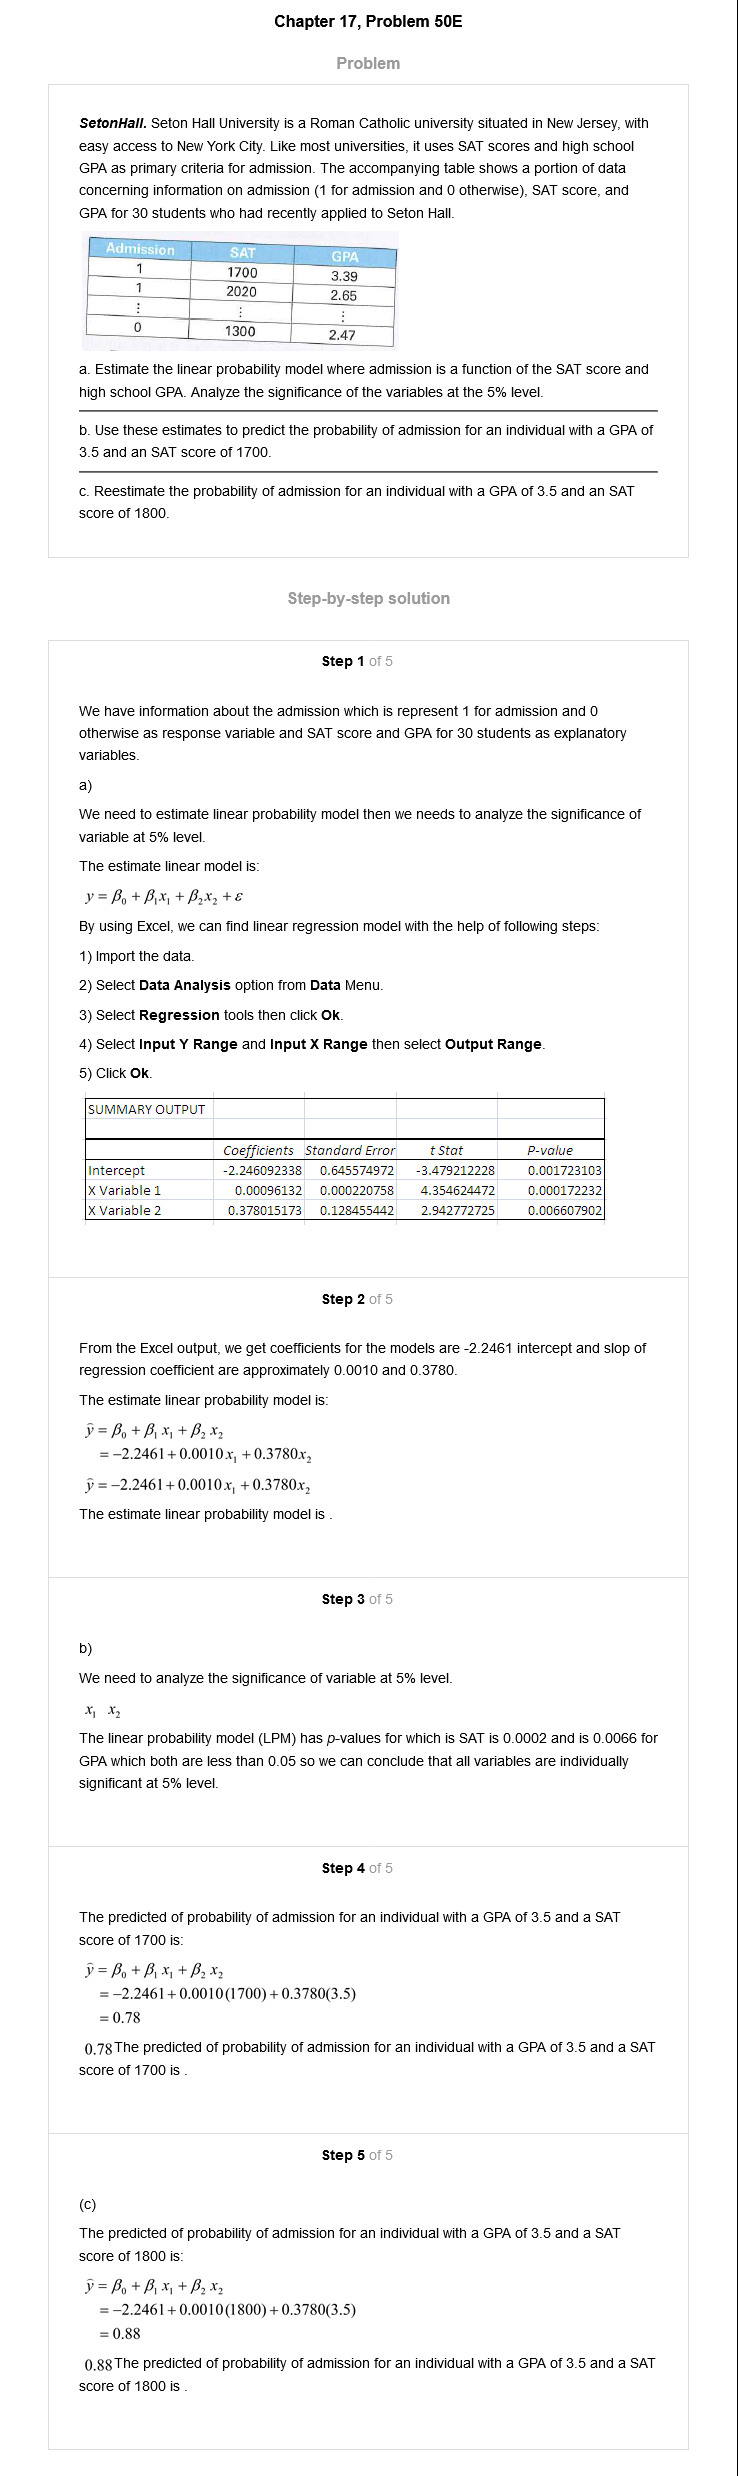 Chapter 17, Problem 50E
Problem
SetonHall. Seton Hall University is a Roman Catholic university situated in New Jersey, with
easy access to New York City. Like most universities, it uses SAT scores and high school
GPA as primary criteria for admission. The accompanying table shows a portion of data
concerning information on admission (1 for admission and 0 otherwise), SAT score, and
GPA for 30 students who had recently applied to Seton Hall.
Admission SAT GPA
1 1700 3.39
1 2020 2.65
⋮ ⋮ ⋮
0 1300 2.47
a. Estimate the linear probability model where admission is a function of the SAT score and
high school GPA. Analyze the significance of the variables at the 5% level.
b. Use these estimates to predict the probability of admission for an individual with a GPA of
3.5 and an SAT score of 1700.
c. Reestimate the probability of admission for an individual with a GPA of 3.5 and an SAT
score of 1800.
Step-by-step solution
Step 1 of 5
We have information about the admission which is represent 1 for admission and 0
otherwise as response variable and SAT score and GPA for 30 students as explanatory
variables.
a)
We need to estimate linear probability model then we needs to analyze the significance of
variable at 5% level.
The estimate linear model is:
y = β₀ + β₁x₁ + β₂x₂ + ε
By using Excel, we can find linear regression model with the help of following steps:
1) Import the data.
2) Select Data Analysis option from Data Menu.
3) Select Regression tools then click Ok.
4) Select Input Y Range and Input X Range then select Output Range.
5) Click Ok.
SUMMARY OUTPUT
Coefficients Standard Error t Stat P-value
Intercept -2.246092338 0.645574972 -3.479212228 0.001723103
X Variable 1 0.00096132 0.000220758 4.354624472 0.000172232
X Variable 2 0.378015173 0.128455442 2.942772725 0.006607902
Step 2 of 5
From the Excel output, we get coefficients for the models are -2.2461 intercept and slop of
regression coefficient are approximately 0.0010 and 0.3780.
The estimate linear probability model is:
ŷ = β₀ + β₁ x₁ + β₂ x₂
= −2.2461 + 0.0010 x₁ + 0.3780x₂
ŷ = −2.2461 + 0.0010 x₁ + 0.3780x₂
The estimate linear probability model is .
Step 3 of 5
b)
We need to analyze the significance of variable at 5% level.
x₁ x₂
The linear probability model (LPM) has p-values for which is SAT is 0.0002 and is 0.0066 for
GPA which both are less than 0.05 so we can conclude that all variables are individually
significant at 5% level.
Step 4 of 5
The predicted of probability of admission for an individual with a GPA of 3.5 and a SAT
score of 1700 is:
ŷ = β₀ + β₁ x₁ + β₂ x₂
= −2.2461 + 0.0010(1700) + 0.3780(3.5)
= 0.78
0.78 The predicted of probability of admission for an individual with a GPA of 3.5 and a SAT
score of 1700 is .
Step 5 of 5
(c)
The predicted of probability of admission for an individual with a GPA of 3.5 and a SAT
score of 1800 is:
ŷ = β₀ + β₁ x₁ + β₂ x₂
= −2.2461 + 0.0010(1800) + 0.3780(3.5)
= 0.88
0.88 The predicted of probability of admission for an individual with a GPA of 3.5 and a SAT
score of 1800 is .